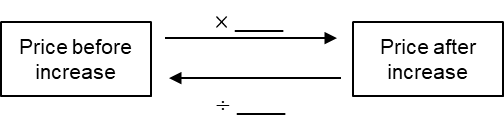 × ____
Price before
increase
Price after
increase
÷ ____